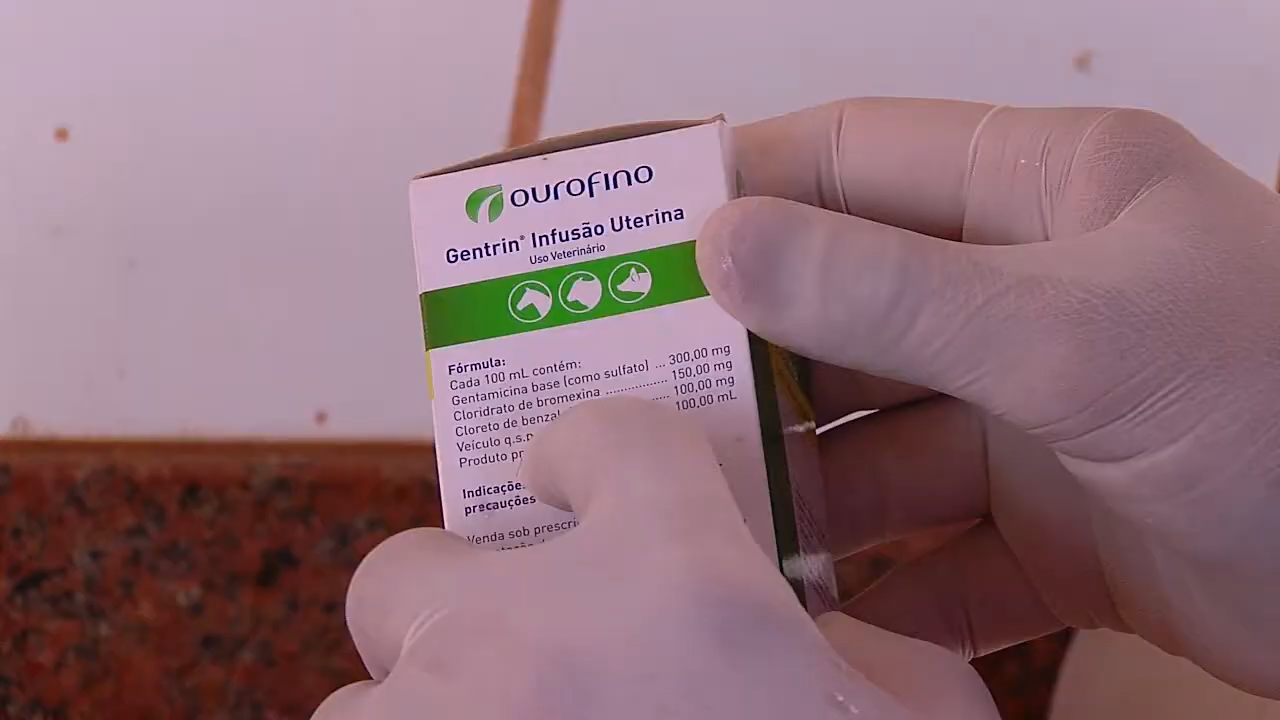 ourofino
Gentrin® Infusão Uterina
Uso Veterinário
Fórmula:
Cada 100 mL contém:
Gentamicina base (como sulfato) ... 300,00 mg
Cloridrato de bromexina ................ 150,00 mg
Cloreto de benzal ..... 100,00 mg
Veículo q.s.p 100,00 mL
Produto
precauções
Venda sob